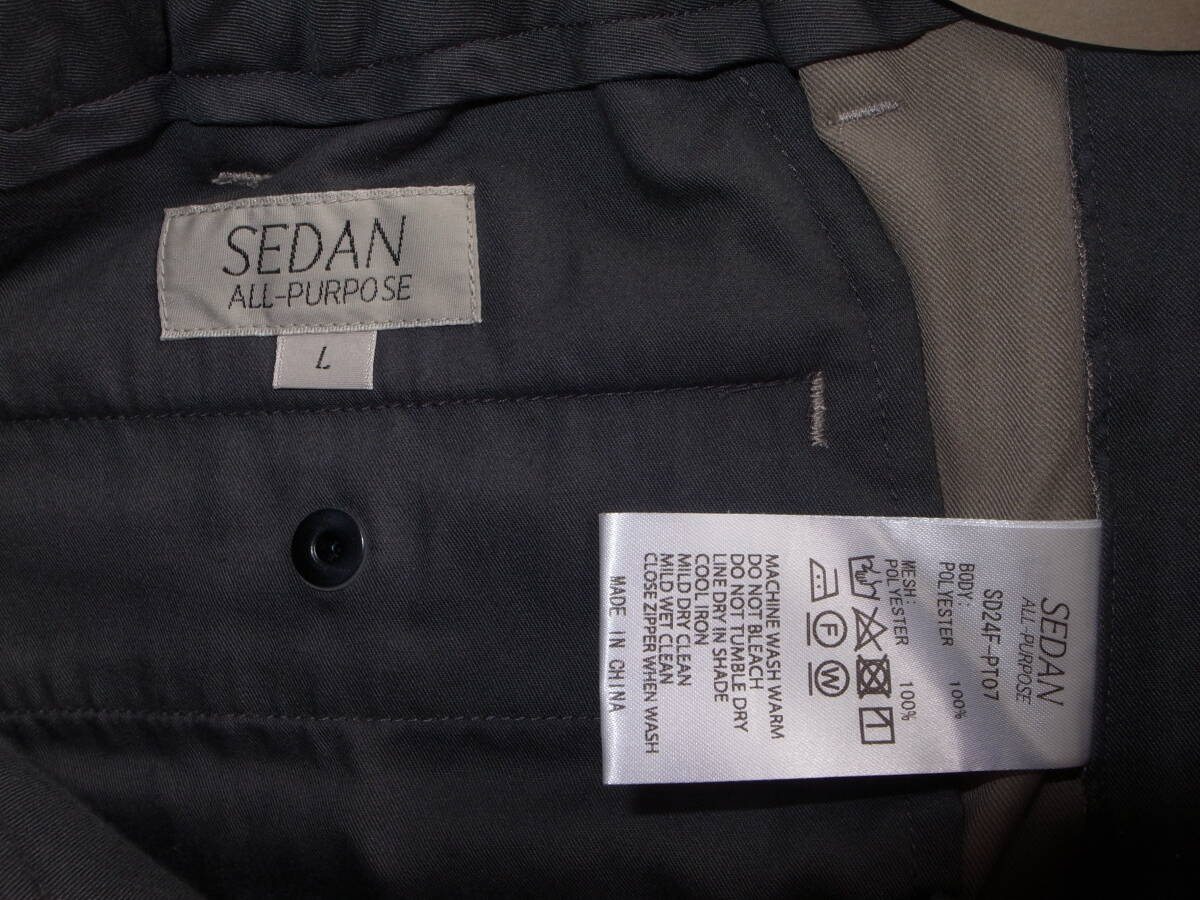 SEDAN
ALL-PURPOSE
L
SEDAN
ALL-PURPOSE
SD24F-PT07
BODY:
POLYESTER 100%
MESH:
POLYESTER 100%
F W
MACHINE WASH WARM
DO NOT BLEACH
DO NOT TUMBLE DRY
LINE DRY IN SHADE
COOL IRON
MILD DRY CLEAN
MILD WET CLEAN
CLOSE ZIPPER WHEN WASH
MADE IN CHINA